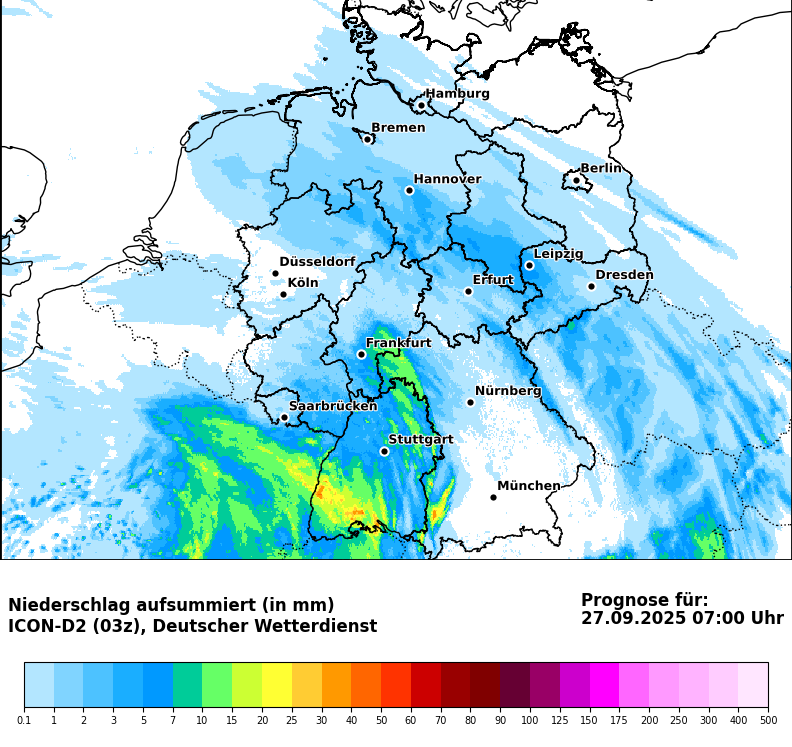 Hamburg
Bremen
Berlin
Hannover
Düsseldorf
Leipzig
Köln
Erfurt
Dresden
Frankfurt
Nürnberg
Saarbrücken
Stuttgart
München
Niederschlag aufsummiert (in mm)
ICON-D2 (03z), Deutscher Wetterdienst
Prognose für:
27.09.2025 07:00 Uhr
0.1 1 2 3 5 7 10 15 20 25 30 40 50 60 70 80 90 100 125 150 175 200 250 300 400 500